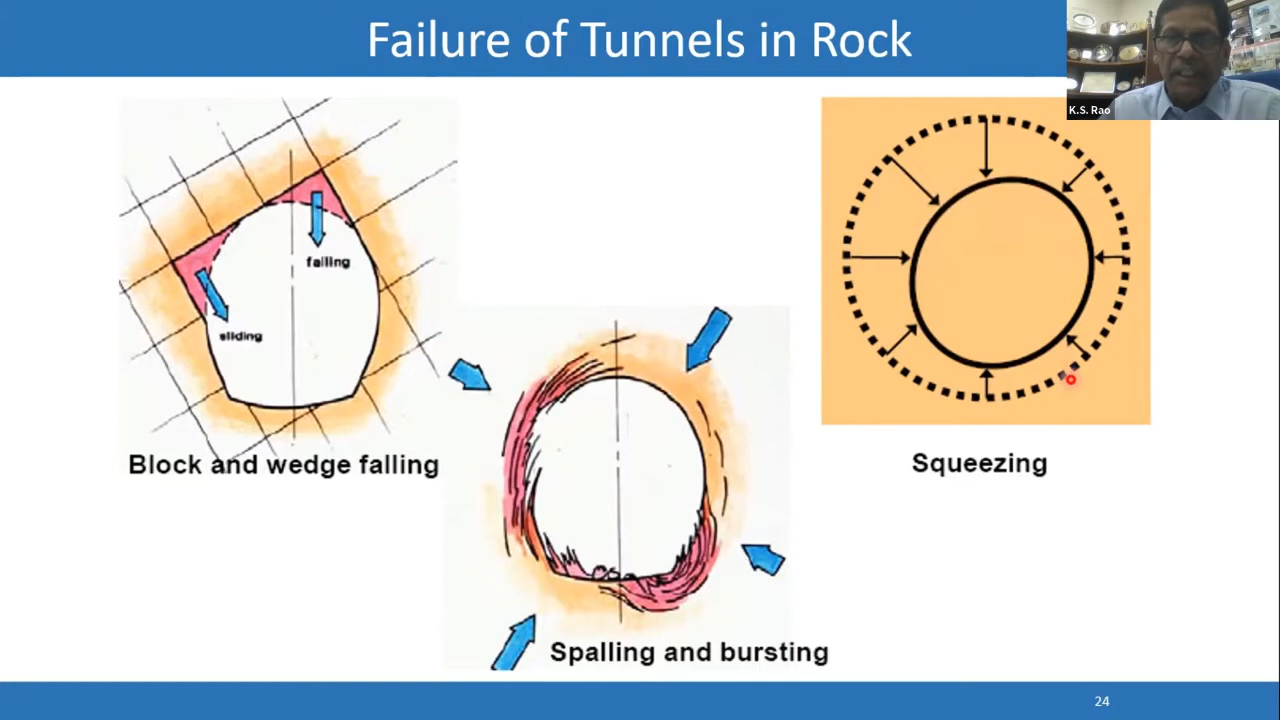 Failure of Tunnels in Rock
K.S. Rao
falling
sliding
Block and wedge falling
Squeezing
Spalling and bursting
24